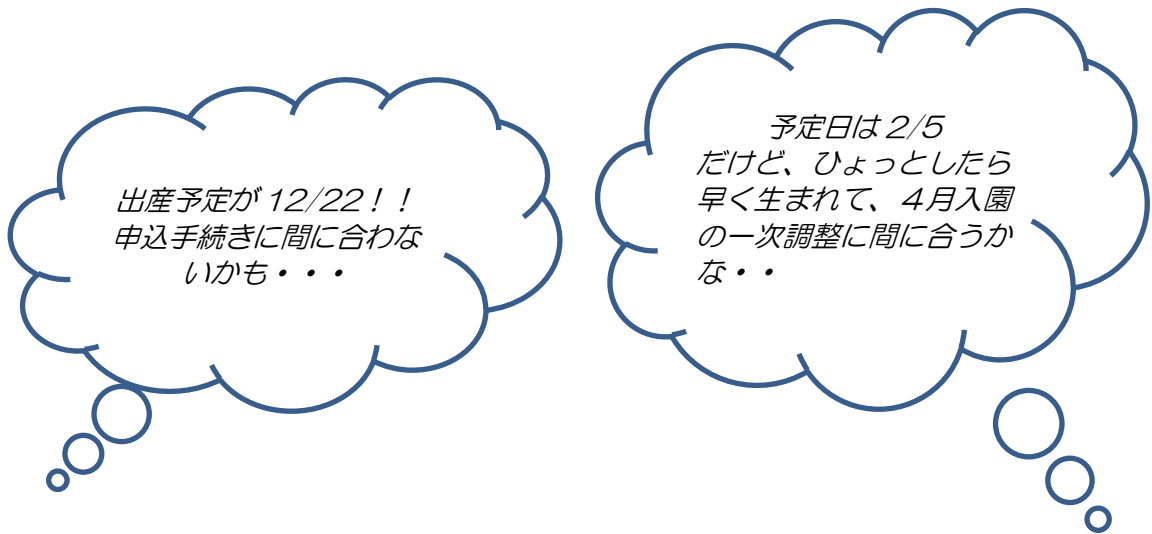 出産予定が 12/22！！
申込手続きに間に合わな
いかも・・・
予定日は 2/5
だけど、ひょっとしたら
早く生まれて、４月入園
の一次調整に間に合うか
な・・